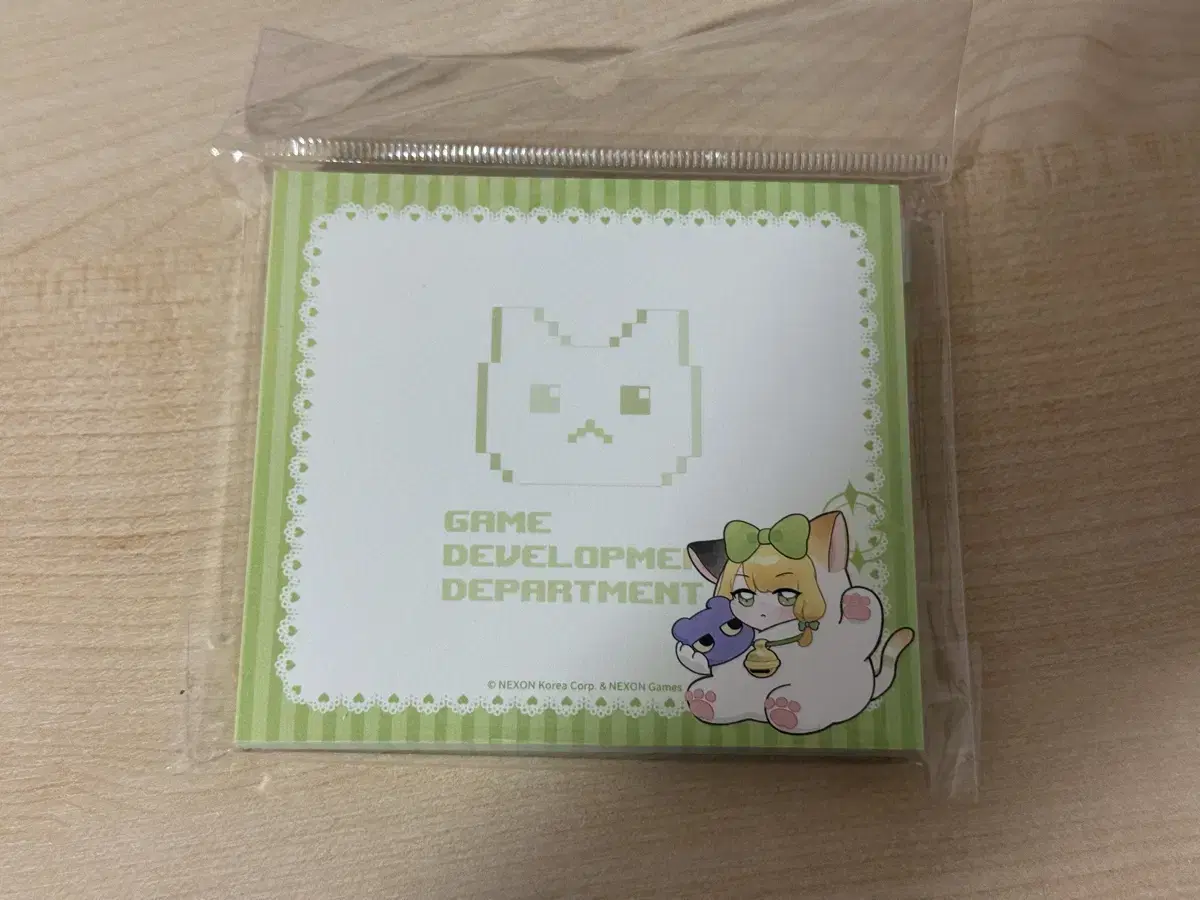 GAME
DEVELOPME
DEPARTMENT
© NEXON Korea Corp. & NEXON Games